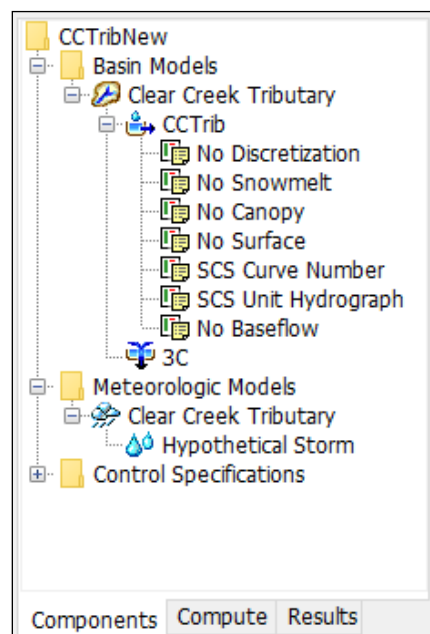 CCTribNew
Basin Models
Clear Creek Tributary
CCTrib
No Discretization
No Snowmelt
No Canopy
No Surface
SCS Curve Number
SCS Unit Hydrograph
No Baseflow
3C
Meteorologic Models
Clear Creek Tributary
Hypothetical Storm
Control Specifications
Components Compute Results